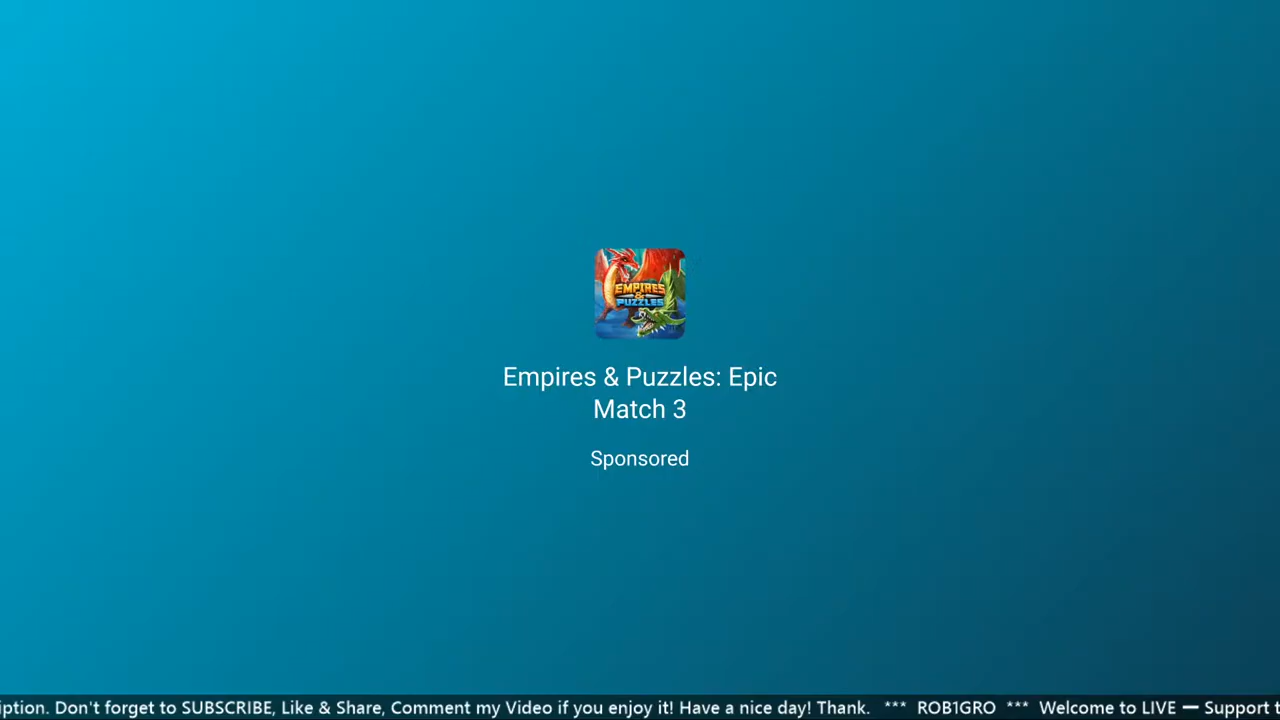 EMPIRES
&
PUZZLES
Empires & Puzzles: Epic
Match 3
Sponsored
iption. Don't forget to SUBSCRIBE, Like & Share, Comment my Video if you enjoy it! Have a nice day! Thank. *** ROB1GRO *** Welcome to LIVE — Support t